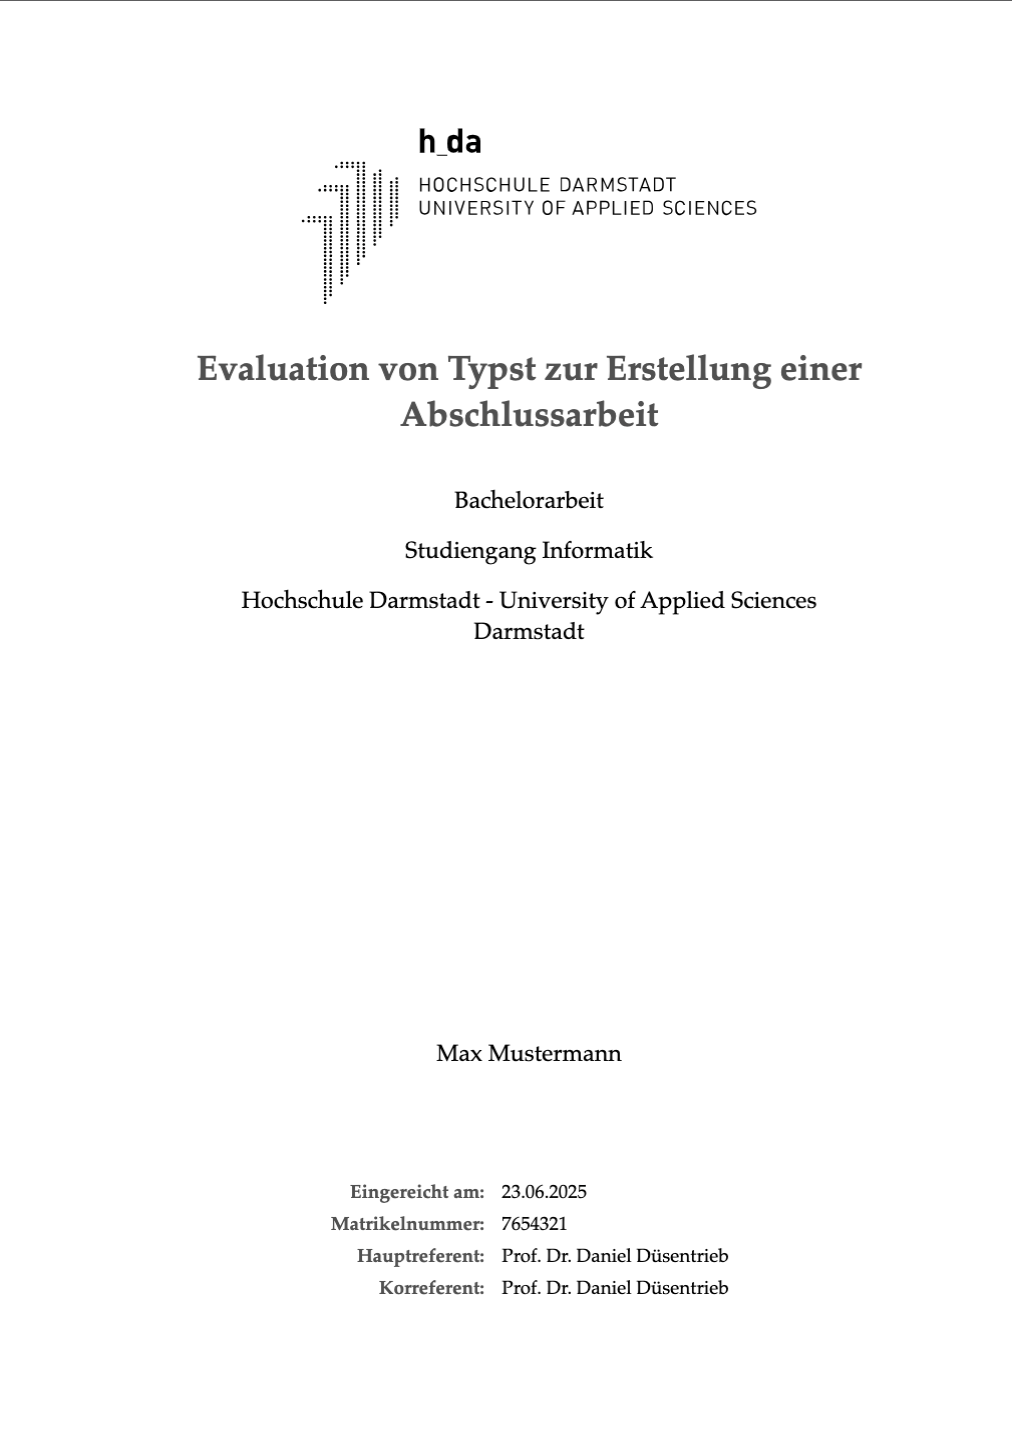 h_da
HOCHSCHULE DARMSTADT
UNIVERSITY OF APPLIED SCIENCES
Evaluation von Typst zur Erstellung einer
Abschlussarbeit
Bachelorarbeit
Studiengang Informatik
Hochschule Darmstadt - University of Applied Sciences
Darmstadt
Max Mustermann
Eingereicht am: 23.06.2025
Matrikelnummer: 7654321
Hauptreferent: Prof. Dr. Daniel Düsentrieb
Korreferent: Prof. Dr. Daniel Düsentrieb